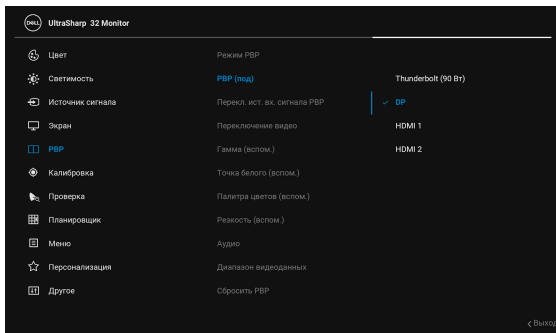 DELL UltraSharp 32 Monitor
Цвет Режим PBP
Светимость PBP (под) Thunderbolt (90 Вт)
Источник сигнала Перекл. ист. вх. сигнала PBP DP
Экран Переключение видео HDMI 1
PBP Гамма (вспом.) HDMI 2
Калибровка Точка белого (вспом.)
Проверка Палитра цветов (вспом.)
Планировщик Резкость (вспом.)
Меню Аудио
Персонализация Диапазон видеоданных
Другое Сбросить PBP
Выход